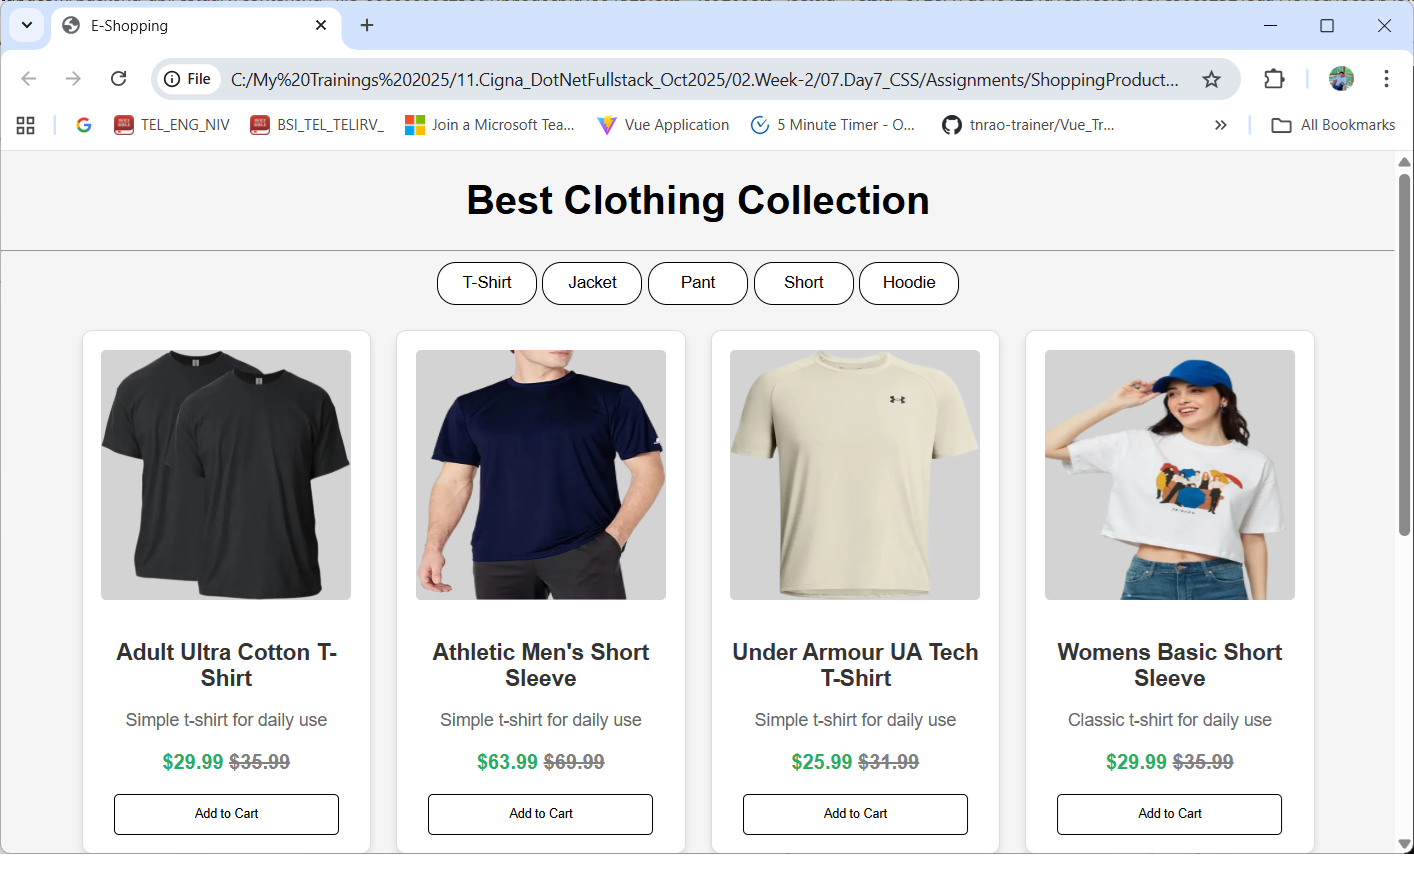 E-Shopping
File
C:/My%20Trainings%202025/11.Cigna_DotNetFullstack_Oct2025/02.Week-2/07.Day7_CSS/Assignments/ShoppingProduct...
TEL_ENG_NIV
BSI_TEL_TELIRV_
Join a Microsoft Tea...
Vue Application
5 Minute Timer - O...
tnrao-trainer/Vue_Tr...
All Bookmarks
Best Clothing Collection
T-Shirt
Jacket
Pant
Short
Hoodie
Adult Ultra Cotton T-
Shirt
Simple t-shirt for daily use
$29.99 $35.99
Add to Cart
Athletic Men's Short
Sleeve
Simple t-shirt for daily use
$63.99 $69.99
Add to Cart
Under Armour UA Tech
T-Shirt
Simple t-shirt for daily use
$25.99 $31.99
Add to Cart
Womens Basic Short
Sleeve
Classic t-shirt for daily use
$29.99 $35.99
Add to Cart